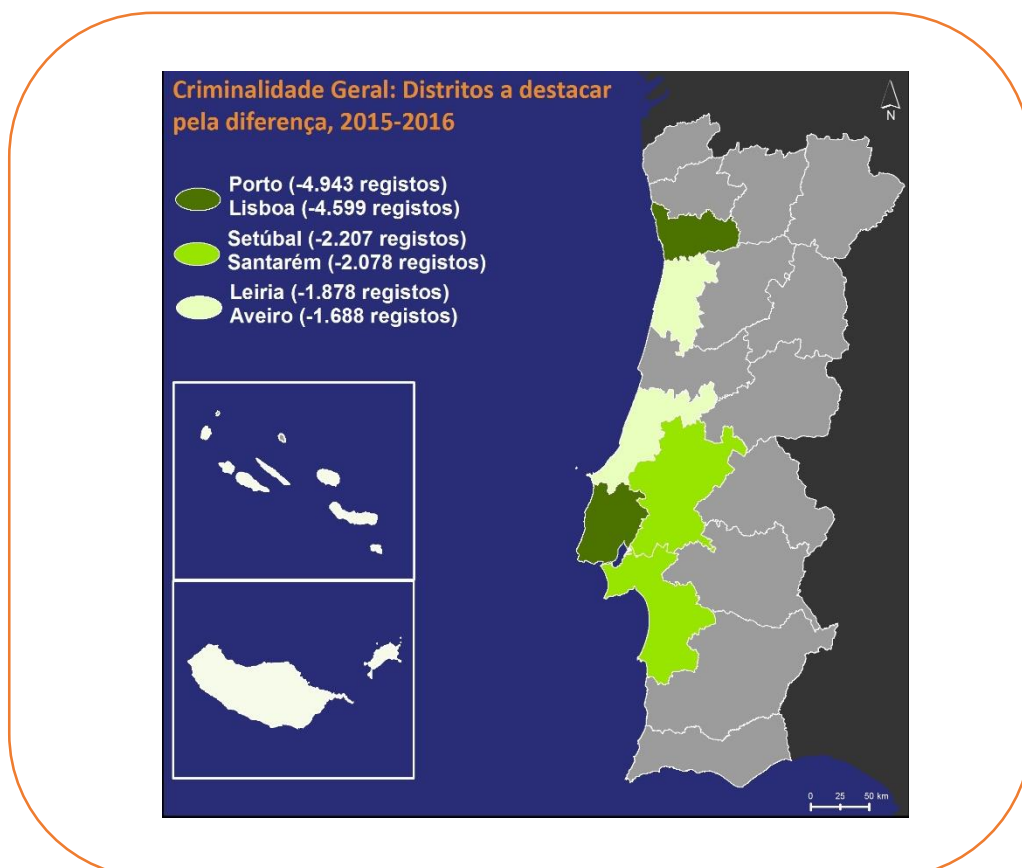 Criminalidade Geral: Distritos a destacar
pela diferença, 2015-2016
N
Porto (-4.943 registos)
Lisboa (-4.599 registos)
Setúbal (-2.207 registos)
Santarém (-2.078 registos)
Leiria (-1.878 registos)
Aveiro (-1.688 registos)
0 25 50 km